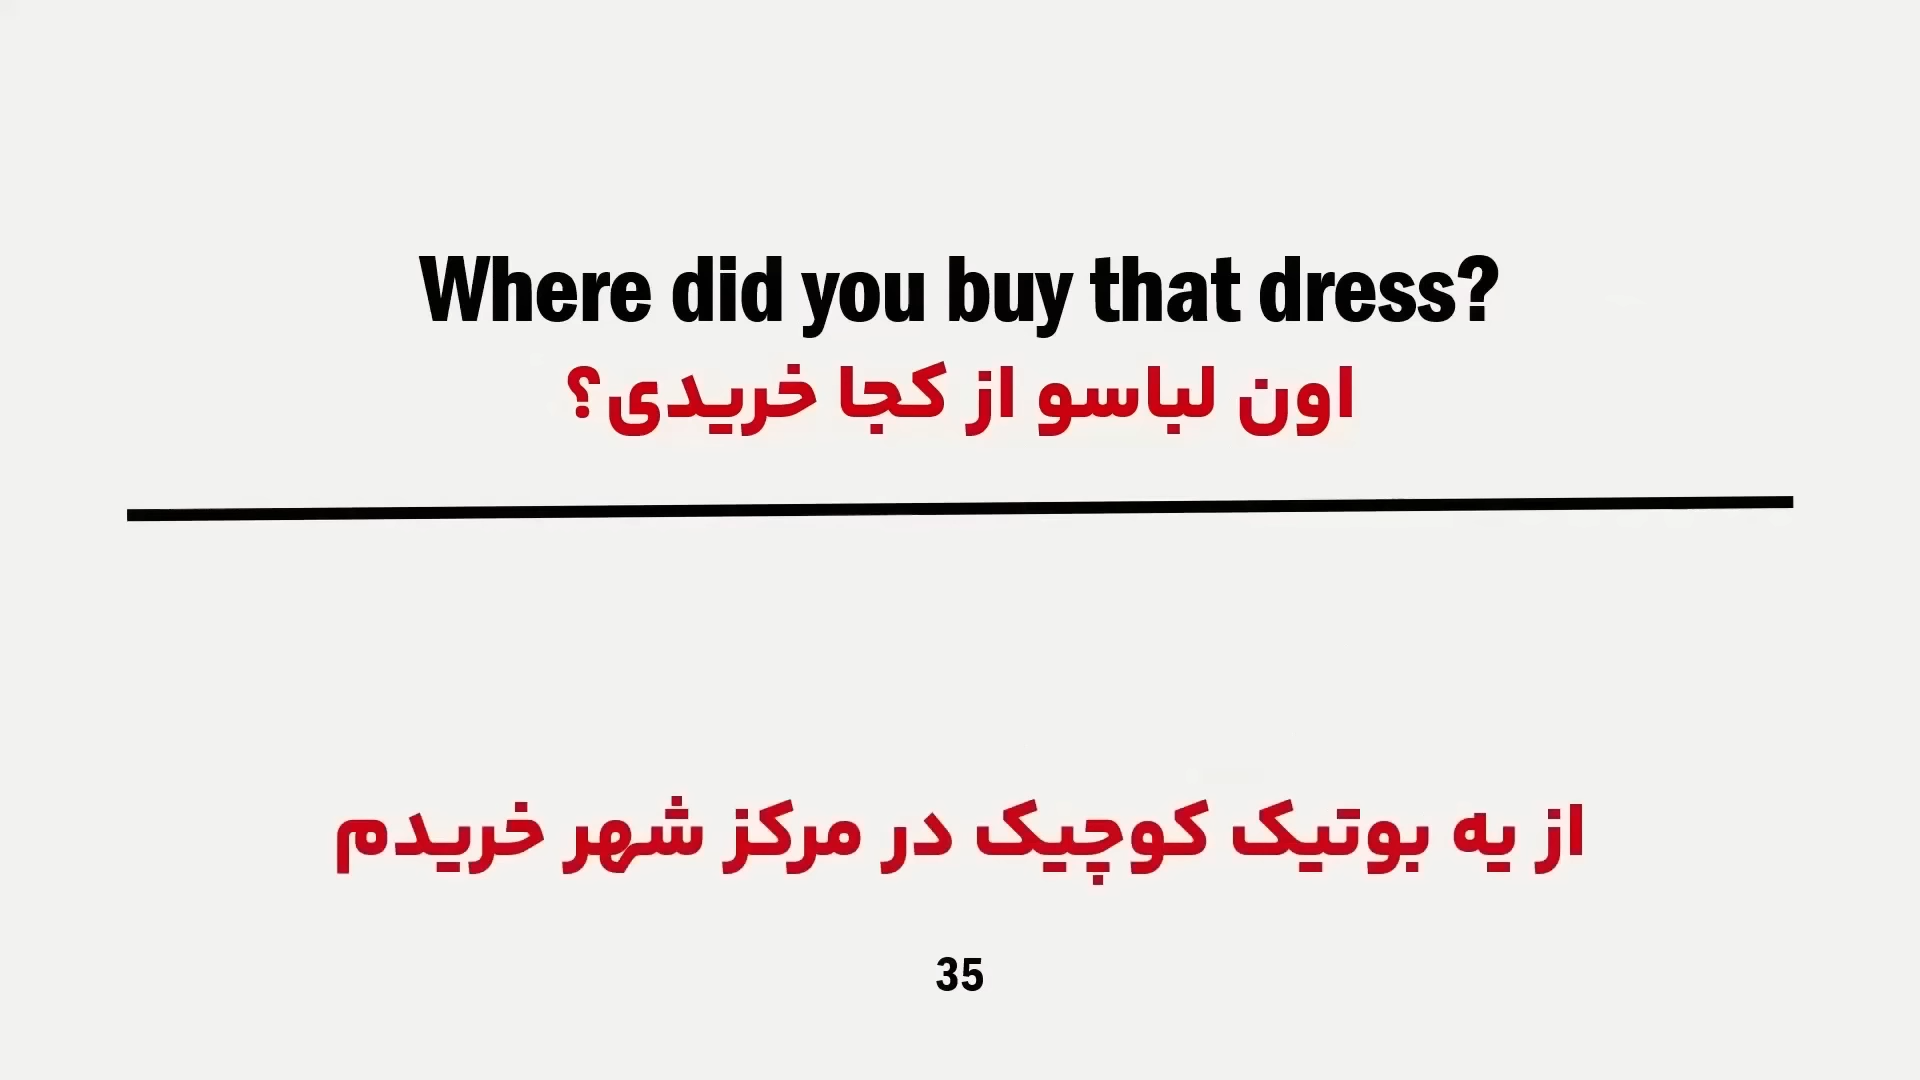 Where did you buy that dress?
اون لباسو از کجا خریدی؟
از یه بوتیک کوچیک در مرکز شهر خریدم
35